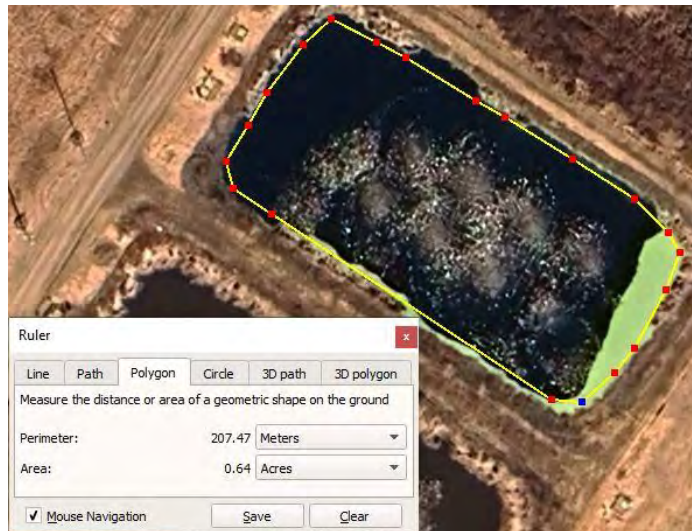 Ruler
x
Line Path Polygon Circle 3D path 3D polygon
Measure the distance or area of a geometric shape on the ground
Perimeter: 207.47 Meters
Area: 0.64 Acres
Mouse Navigation Save Clear